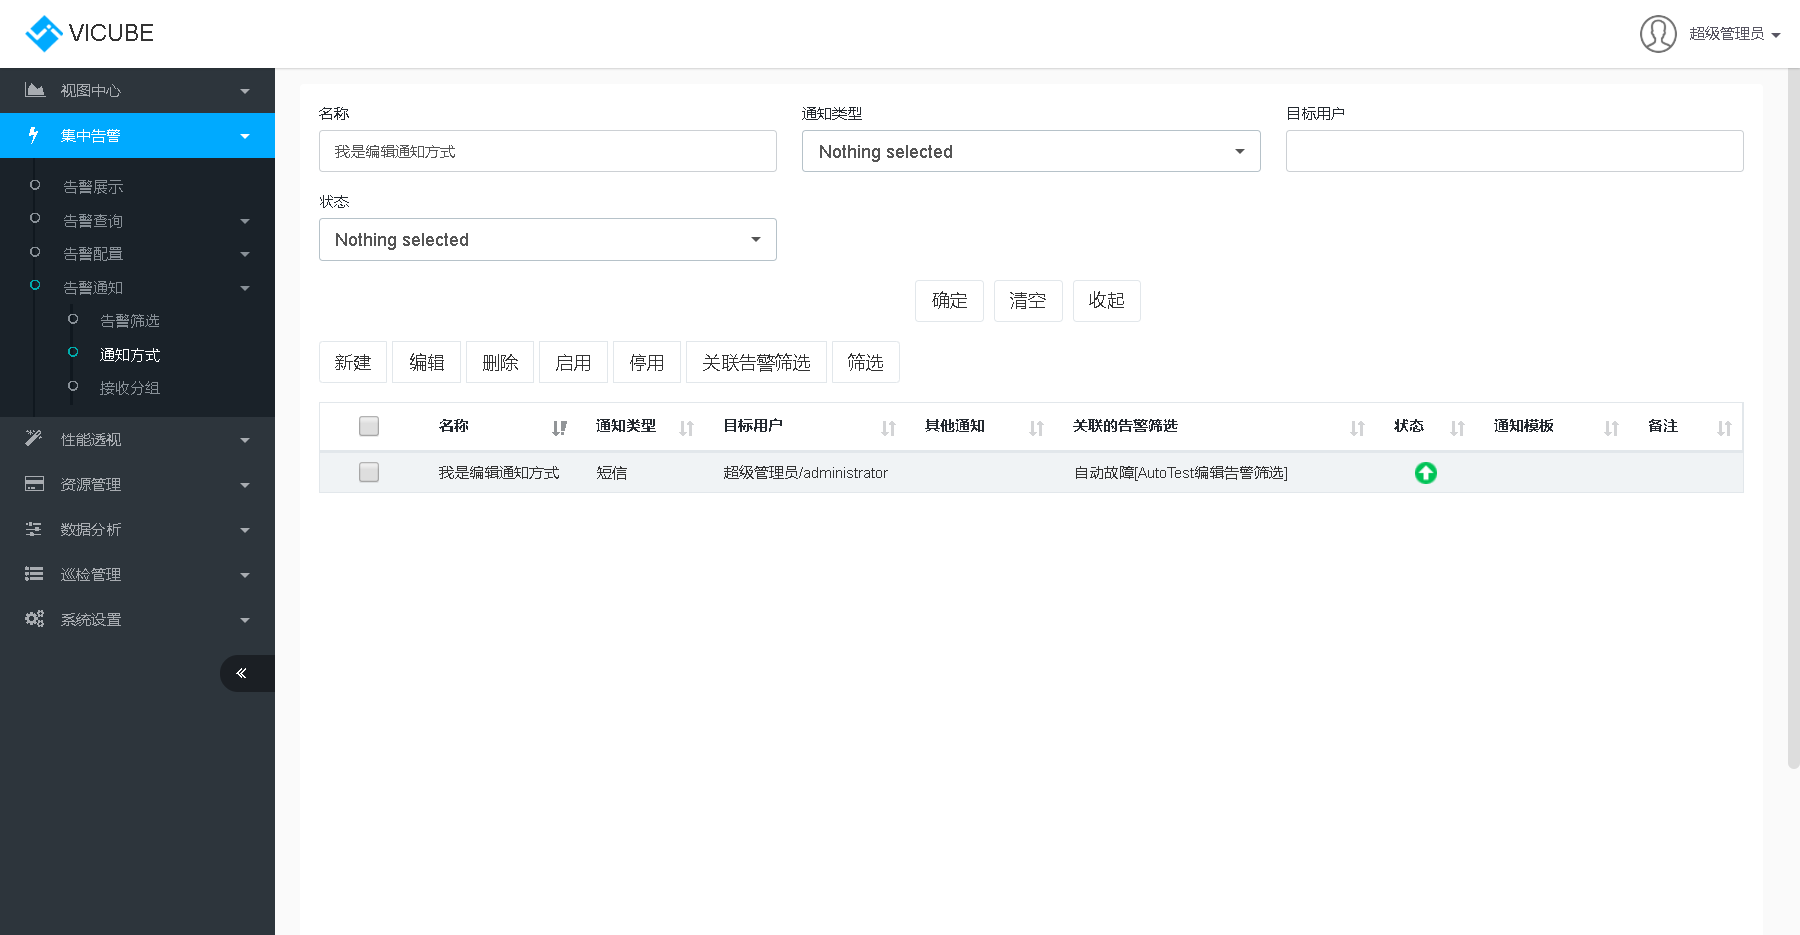 VICUBE
超级管理员
视图中心
集中告警
告警展示
告警查询
告警配置
告警通知
告警筛选
通知方式
接收分组
性能透视
资源管理
数据分析
巡检管理
系统设置
名称 通知类型 目标用户
我是编辑通知方式 Nothing selected
状态
Nothing selected
确定 清空 收起
新建 编辑 删除 启用 停用 关联告警筛选 筛选
名称 通知类型 目标用户 其他通知 关联的告警筛选 状态 通知模板 备注
我是编辑通知方式 短信 超级管理员/administrator 自动故障[AutoTest编辑告警筛选]